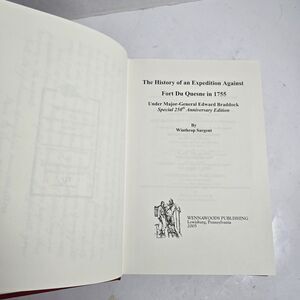 The History of an Expedition Against
Fort Du Quesne in 1755
Under Major-General Edward Braddock
Special 250th Anniversary Edition
By
Winthrop Sargent
WENNAWOODS PUBLISHING
Lewisburg, Pennsylvania
2005